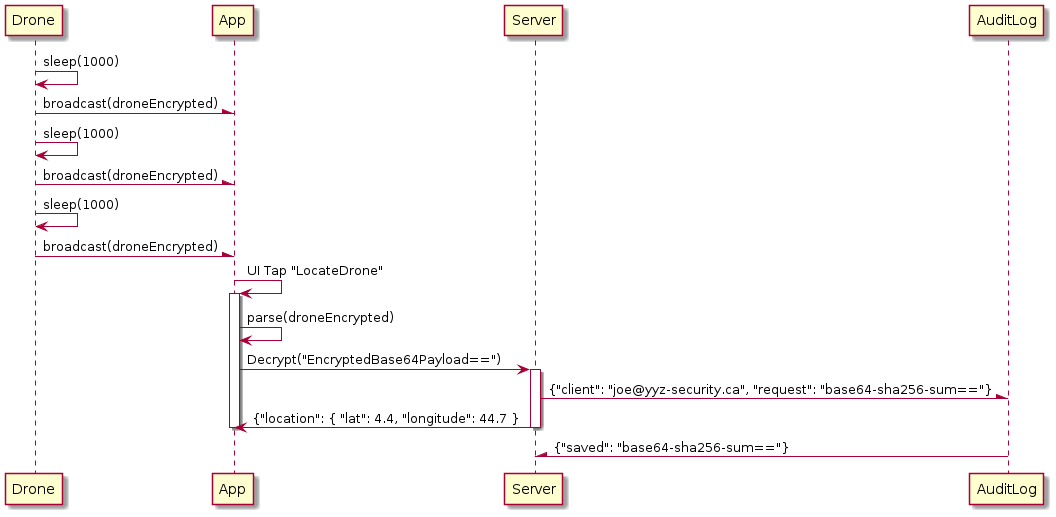 Drone App Server AuditLog
sleep(1000)
broadcast(droneEncrypted)
sleep(1000)
broadcast(droneEncrypted)
sleep(1000)
broadcast(droneEncrypted)
UI Tap "LocateDrone"
parse(droneEncrypted)
Decrypt("EncryptedBase64Payload==")
{"client": "joe@yyz-security.ca", "request": "base64-sha256-sum=="}
{"location": { "lat": 4.4, "longitude": 44.7 }
{"saved": "base64-sha256-sum=="}
Drone App Server AuditLog